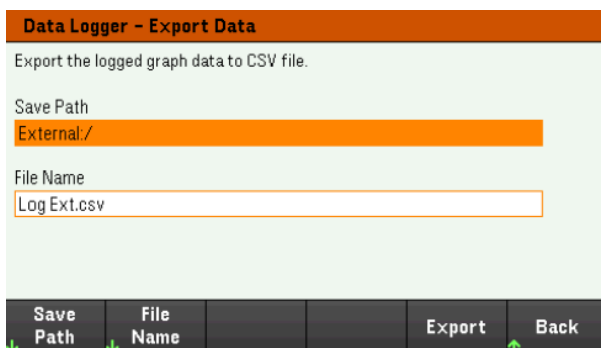 Data Logger - Export Data
Export the logged graph data to CSV file.
Save Path
External:/
File Name
Log Ext.csv
Save Path
File Name
Export
Back